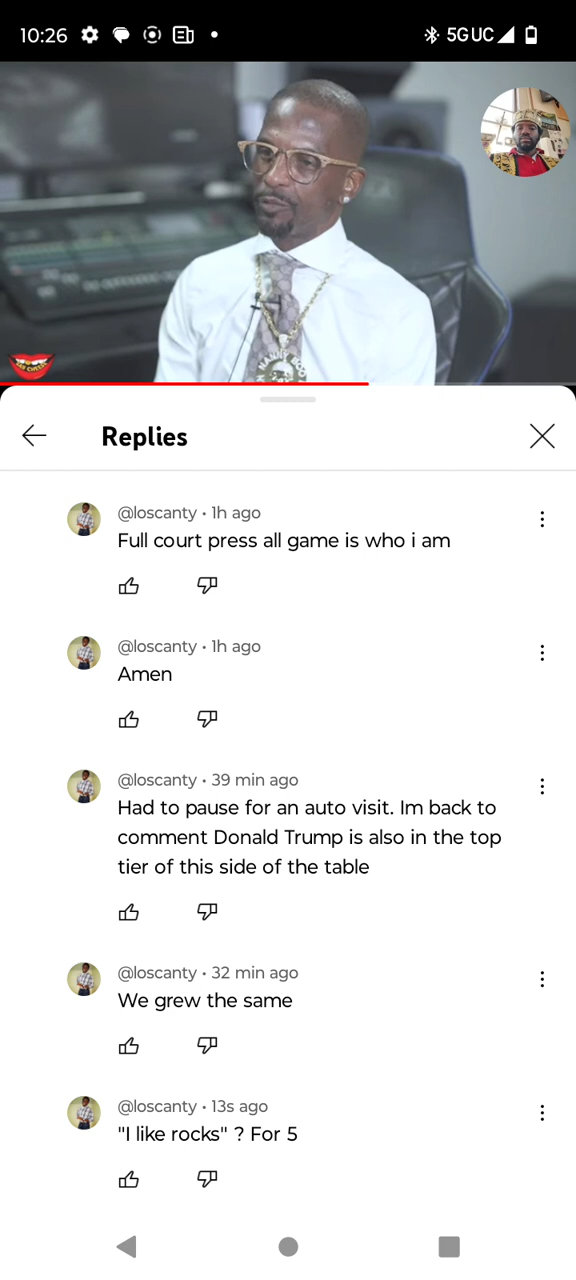 10:26
5G UC
SAY CHEESE
Replies
@loscanty • 1h ago
Full court press all game is who i am
@loscanty • 1h ago
Amen
@loscanty • 39 min ago
Had to pause for an auto visit. Im back to
comment Donald Trump is also in the top
tier of this side of the table
@loscanty • 32 min ago
We grew the same
@loscanty • 13s ago
"I like rocks" ? For 5